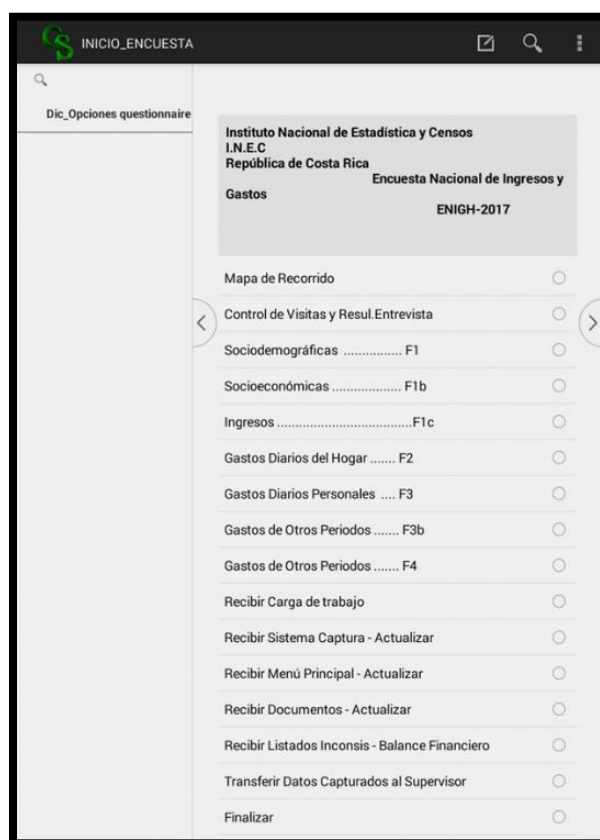 CS INICIO_ENCUESTA
Dic_Opciones questionnaire
Instituto Nacional de Estadística y Censos
I.N.E.C
República de Costa Rica
Encuesta Nacional de Ingresos y
Gastos
ENIGH-2017
Mapa de Recorrido
Control de Visitas y Resul.Entrevista
Sociodemográficas ................ F1
Socioeconómicas ................... F1b
Ingresos .....................................F1c
Gastos Diarios del Hogar ....... F2
Gastos Diarios Personales .... F3
Gastos de Otros Periodos ....... F3b
Gastos de Otros Periodos ....... F4
Recibir Carga de trabajo
Recibir Sistema Captura - Actualizar
Recibir Menú Principal - Actualizar
Recibir Documentos - Actualizar
Recibir Listados Inconsis - Balance Financiero
Transferir Datos Capturados al Supervisor
Finalizar